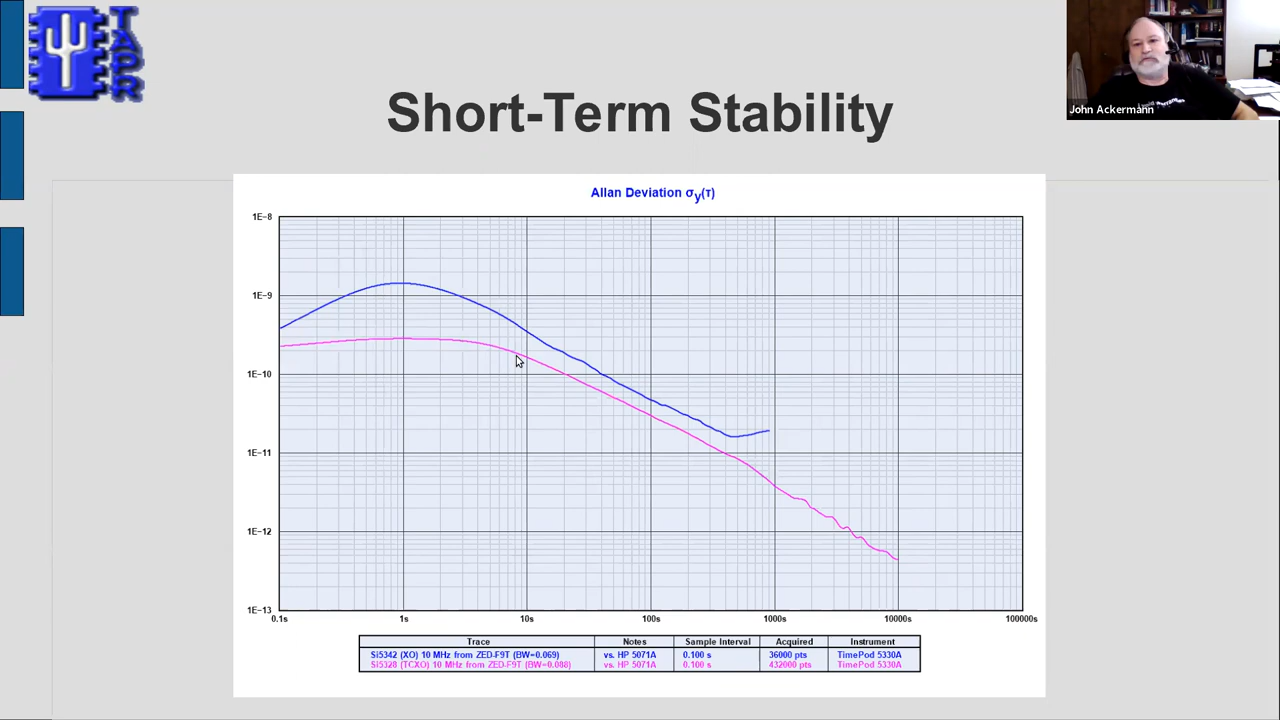 TAPR
John Ackermann
Short-Term Stability
Allan Deviation σy(τ)
1E-8
1E-9
1E-10
1E-11
1E-12
1E-13
0.1s 1s 10s 100s 1000s 10000s 100000s
Trace Notes Sample Interval Acquired Instrument
Si5342 (XO) 10 MHz from ZED-F9T (BW=0.069) vs. HP 5071A 0.100 s 36000 pts TimePod 5330A
Si5328 (TCXO) 10 MHz from ZED-F9T (BW=0.088) vs. HP 5071A 0.100 s 432000 pts TimePod 5330A